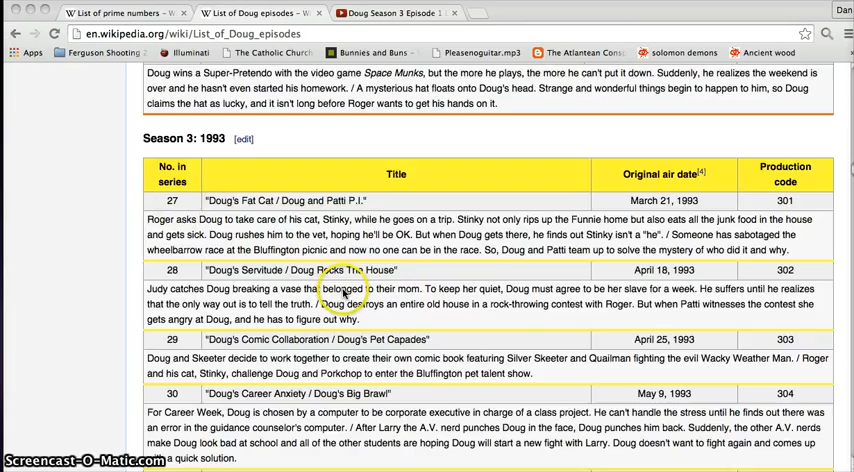 List of prime numbers – W
List of Doug episodes – W
Doug Season 3 Episode 1
Dan
en.wikipedia.org/wiki/List_of_Doug_episodes
Apps Ferguson Shooting 2 Illuminati The Catholic Church Bunnies and Buns - Pleasenoguitar.mp3 The Atlantean Cons solomon demons Ancient wood
Doug wins a Super-Pretendo with the video game Space Munks, but the more he plays, the more he can't put it down. Suddenly, he realizes the weekend is
over and he hasn't even started his homework. / A mysterious hat floats onto Doug's head. Strange and wonderful things begin to happen to him, so Doug
claims the hat as lucky, and it isn't long before Roger wants to get his hands on it.
Season 3: 1993 [edit]
No. in
series
Title
Original air date[4]
Production
code
27 "Doug's Fat Cat / Doug and Patti P.I." March 21, 1993 301
Roger asks Doug to take care of his cat, Stinky, while he goes on a trip. Stinky not only rips up the Funnie home but also eats all the junk food in the house
and gets sick. Doug rushes him to the vet, hoping he'll be OK. But when Doug gets there, he finds out Stinky isn't a "he". / Someone has sabotaged the
wheelbarrow race at the Bluffington picnic and now no one can be in the race. So, Doug and Patti team up to solve the mystery of who did it and why.
28 "Doug's Servitude / Doug Rocks The House" April 18, 1993 302
Judy catches Doug breaking a vase that belonged to their mom. To keep her quiet, Doug must agree to be her slave for a week. He suffers until he realizes
that the only way out is to tell the truth. / Doug destroys an entire old house in a rock-throwing contest with Roger. But when Patti witnesses the contest she
gets angry at Doug, and he has to figure out why.
29 "Doug's Comic Collaboration / Doug's Pet Capades" April 25, 1993 303
Doug and Skeeter decide to work together to create their own comic book featuring Silver Skeeter and Quailman fighting the evil Wacky Weather Man. / Roger
and his cat, Stinky, challenge Doug and Porkchop to enter the Bluffington pet talent show.
30 "Doug's Career Anxiety / Doug's Big Brawl" May 9, 1993 304
For Career Week, Doug is chosen by a computer to be corporate executive in charge of a class project. He can't handle the stress until he finds out there was
an error in the guidance counselor's computer. / After Larry the A.V. nerd punches Doug in the face, Doug punches him back. Suddenly, the other A.V. nerds
make Doug look bad at school and all of the other students are hoping Doug will start a new fight with Larry. Doug doesn't want to fight again and comes up
with a quick solution.
Screencast-O-Matic.com